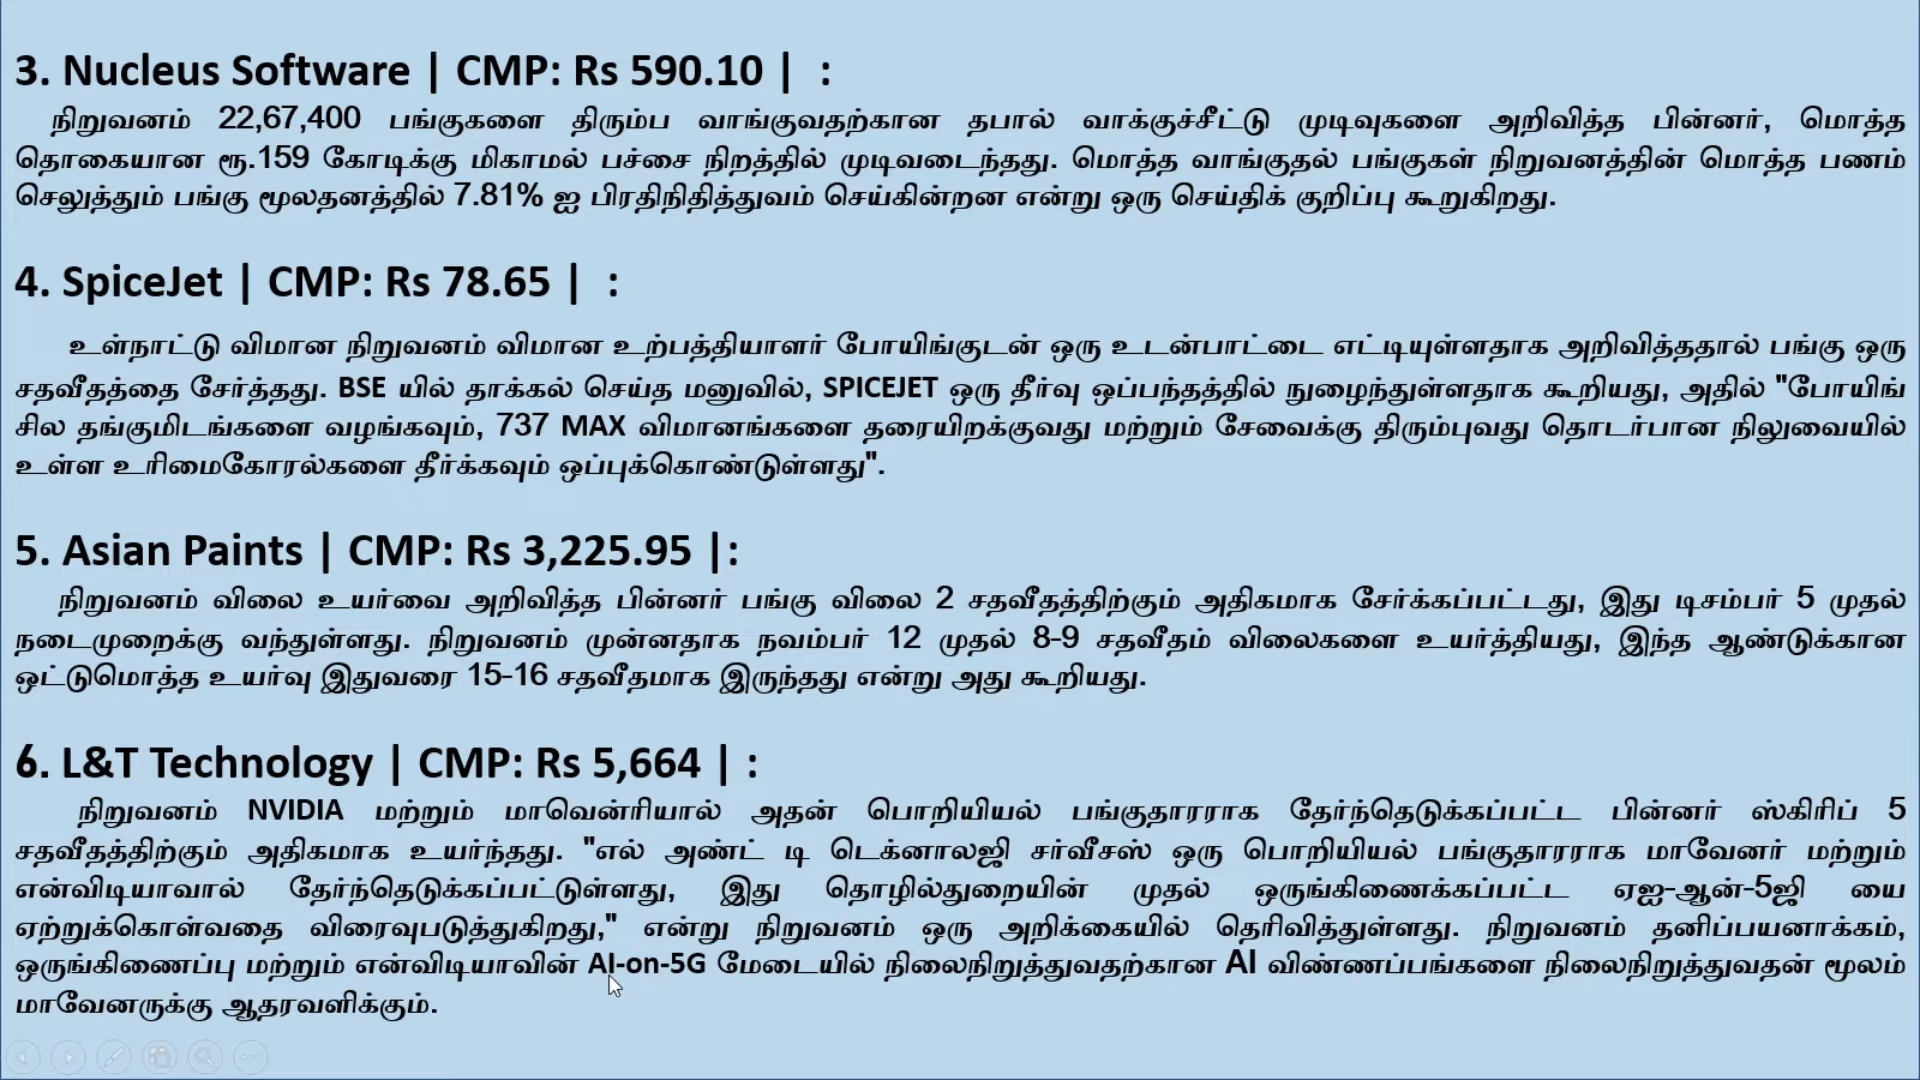 3. Nucleus Software | CMP: Rs 590.10 |  :
நிறுவனம் 22,67,400 பங்குகளை திரும்ப வாங்குவதற்கான தபால் வாக்குச்சீட்டு முடிவுகளை அறிவித்த பின்னர், மொத்த
தொகையான ரூ.159 கோடிக்கு மிகாமல் பச்சை நிறத்தில் முடிவடைந்தது. மொத்த வாங்குதல் பங்குகள் நிறுவனத்தின் மொத்த பணம்
செலுத்தும் பங்கு மூலதனத்தில் 7.81% ஐ பிரதிநிதித்துவம் செய்கின்றன என்று ஒரு செய்திக் குறிப்பு கூறுகிறது.
4. SpiceJet | CMP: Rs 78.65 |  :
உள்நாட்டு விமான நிறுவனம் விமான உற்பத்தியாளர் போயிங்குடன் ஒரு உடன்பாட்டை எட்டியுள்ளதாக அறிவித்ததால் பங்கு ஒரு
சதவீதத்தை சேர்த்தது. BSE யில் தாக்கல் செய்த மனுவில், SPICEJET ஒரு தீர்வு ஒப்பந்தத்தில் நுழைந்துள்ளதாக கூறியது, அதில் "போயிங்
சில தங்குமிடங்களை வழங்கவும், 737 MAX விமானங்களை தரையிறக்குவது மற்றும் சேவைக்கு திரும்புவது தொடர்பான நிலுவையில்
உள்ள உரிமைகோரல்களை தீர்க்கவும் ஒப்புக்கொண்டுள்ளது".
5. Asian Paints | CMP: Rs 3,225.95 |:
நிறுவனம் விலை உயர்வை அறிவித்த பின்னர் பங்கு விலை 2 சதவீதத்திற்கும் அதிகமாக சேர்க்கப்பட்டது, இது டிசம்பர் 5 முதல்
நடைமுறைக்கு வந்துள்ளது. நிறுவனம் முன்னதாக நவம்பர் 12 முதல் 8-9 சதவீதம் விலைகளை உயர்த்தியது, இந்த ஆண்டுக்கான
ஒட்டுமொத்த உயர்வு இதுவரை 15-16 சதவீதமாக இருந்தது என்று அது கூறியது.
6. L&T Technology | CMP: Rs 5,664 | :
நிறுவனம் NVIDIA மற்றும் மாவென்ரியால் அதன் பொறியியல் பங்குதாரராக தேர்ந்தெடுக்கப்பட்ட பின்னர் ஸ்கிரிப் 5
சதவீதத்திற்கும் அதிகமாக உயர்ந்தது. "எல் அண்ட் டி டெக்னாலஜி சர்வீசஸ் ஒரு பொறியியல் பங்குதாரராக மாவேனர் மற்றும்
என்விடியாவால் தேர்ந்தெடுக்கப்பட்டுள்ளது, இது தொழில்துறையின் முதல் ஒருங்கிணைக்கப்பட்ட ஏஐ-ஆன்-5ஜி யை
ஏற்றுக்கொள்வதை விரைவுபடுத்துகிறது," என்று நிறுவனம் ஒரு அறிக்கையில் தெரிவித்துள்ளது. நிறுவனம் தனிப்பயனாக்கம்,
ஒருங்கிணைப்பு மற்றும் என்விடியாவின் AI-on-5G மேடையில் நிலைநிறுத்துவதற்கான AI விண்ணப்பங்களை நிலைநிறுத்துவதன் மூலம்
மாவேனருக்கு ஆதரவளிக்கும்.